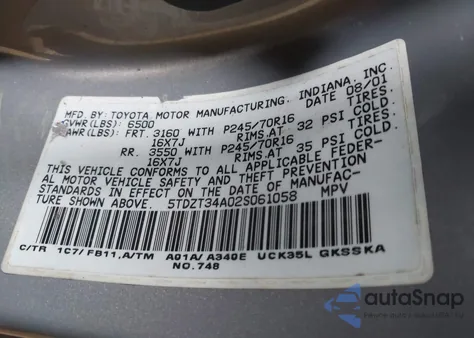 MFD. BY: TOYOTA MOTOR MANUFACTURING, INDIANA, INC.
GVWR(LBS): 6500 DATE 08/01
GAWR(LBS): FRT. 3160 WITH P245/70R16
16X7J RIMS.AT 32 PSI COLD.
RR. 3550 WITH P245/70R16
16X7J RIMS.AT 35 PSI COLD.
THIS VEHICLE CONFORMS TO ALL APPLICABLE FEDER-
AL MOTOR VEHICLE SAFETY AND THEFT PREVENTION
STANDARDS IN EFFECT ON THE DATE OF MANUFAC-
TURE SHOWN ABOVE. 5TDZT34A02S061058 MPV
C/TR 1C7/ FB11,A/TM A01A/ A340E UCK35L GKSSKA
NO.748
autoSnap